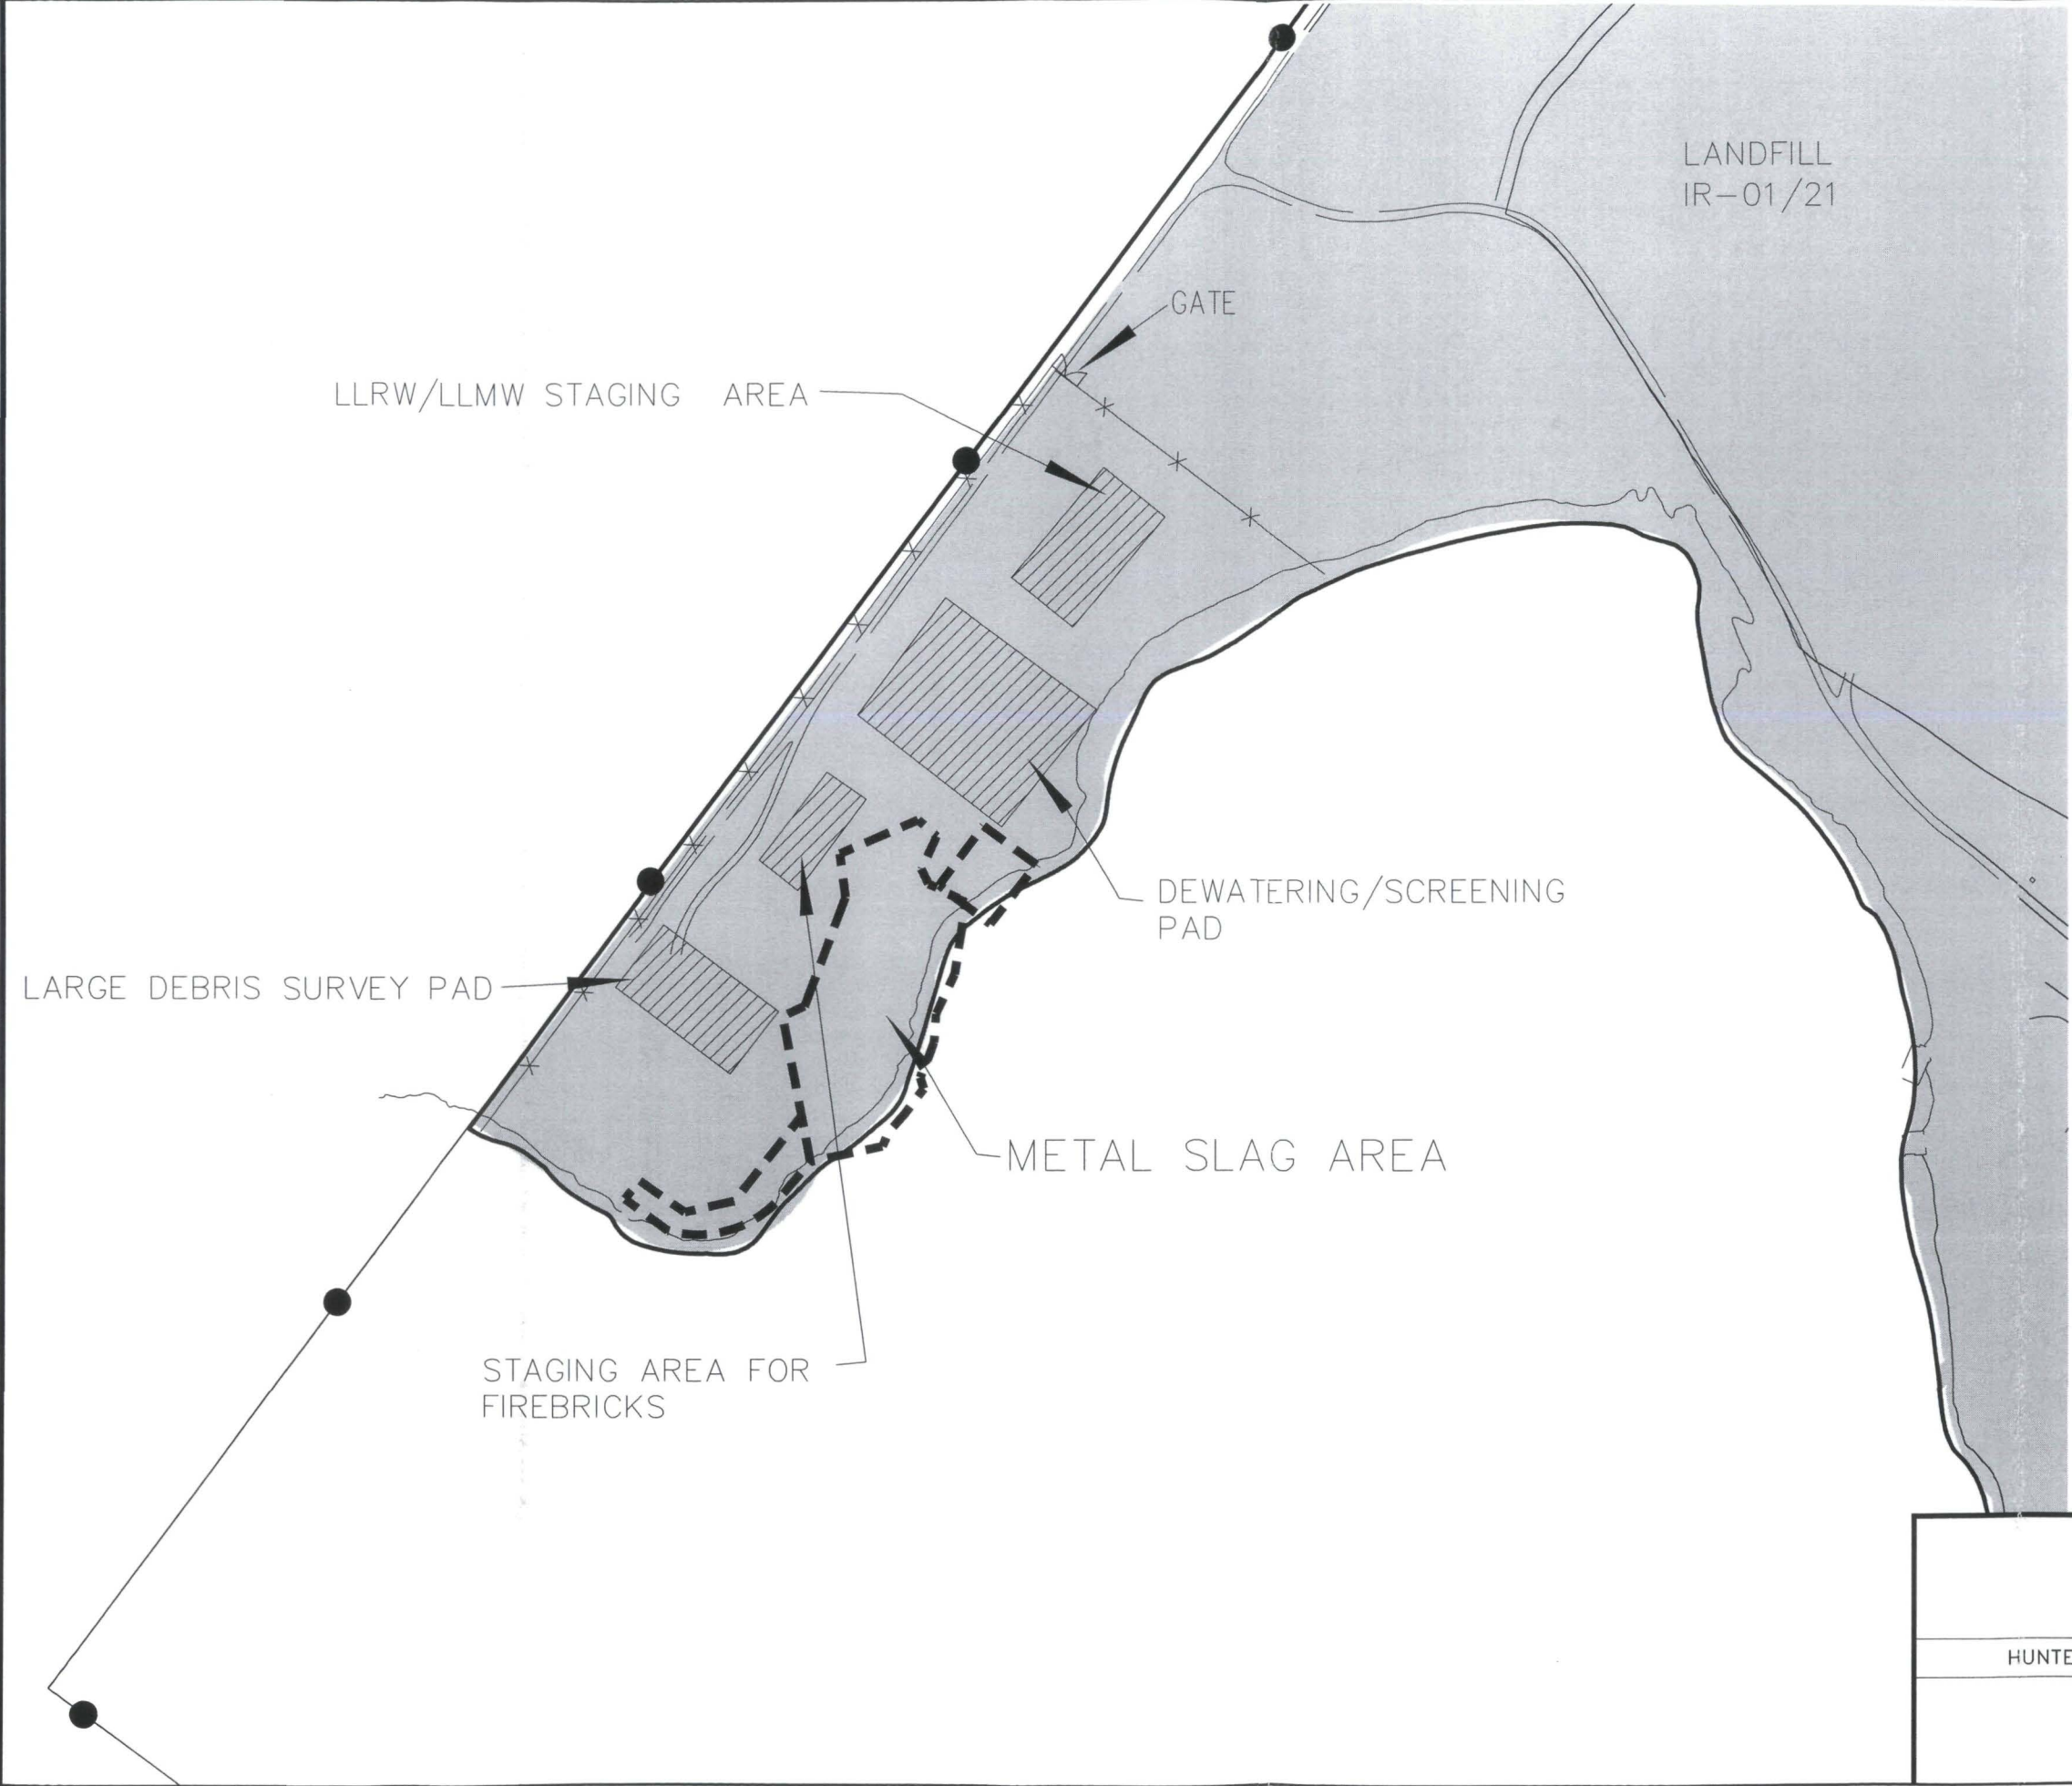 LANDFILL
IR-01/21
GATE
LLRW/LLMW STAGING AREA
DEWATERING/SCREENING
PAD
LARGE DEBRIS SURVEY PAD
METAL SLAG AREA
STAGING AREA FOR
FIREBRICKS
HUNTE